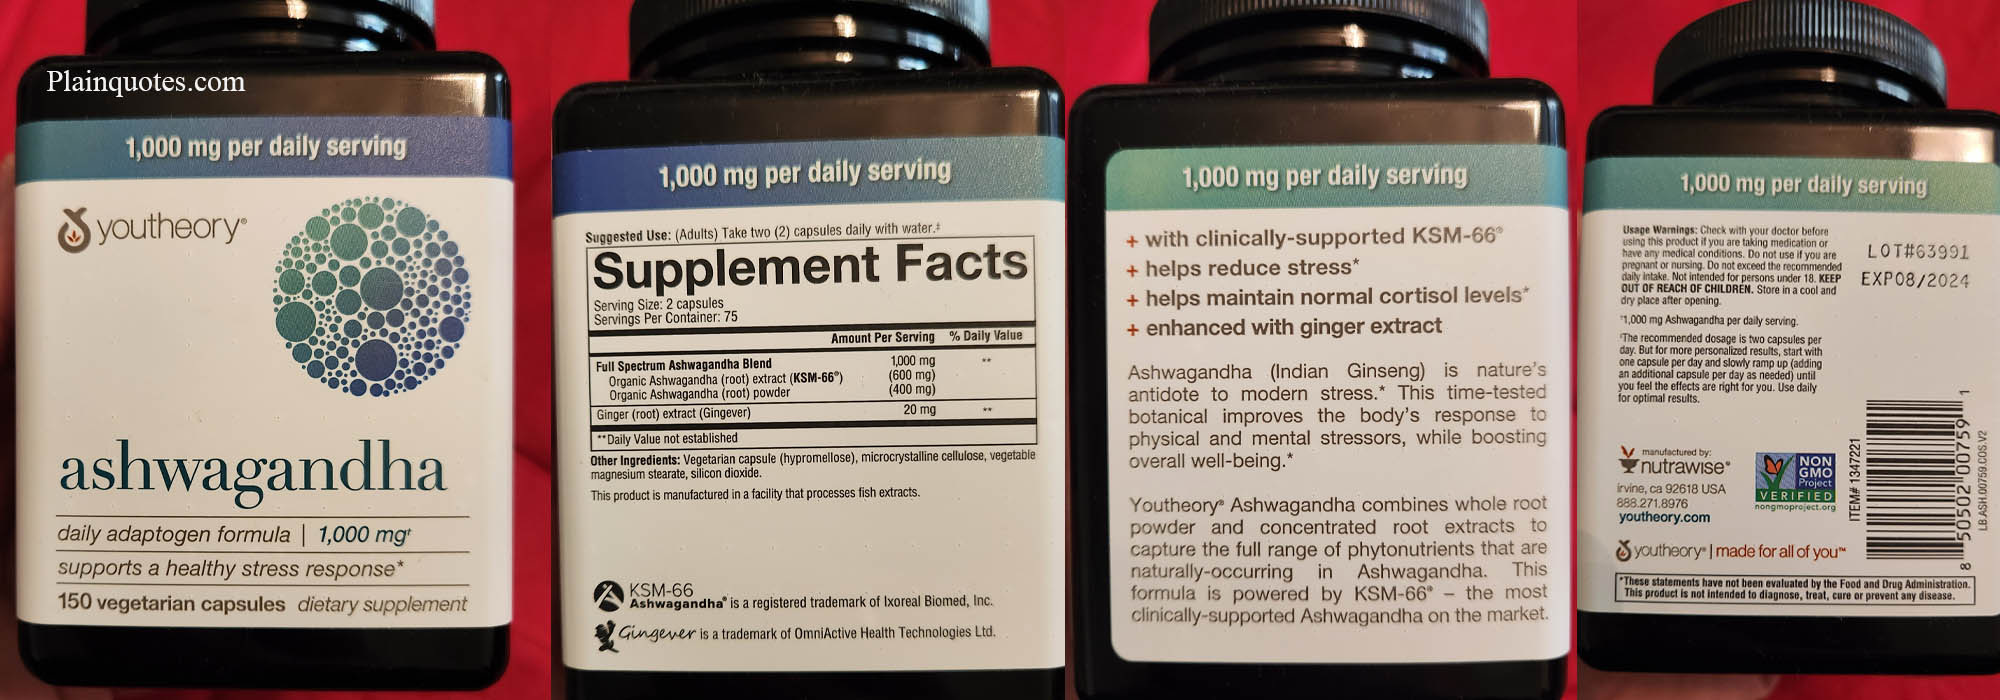 Plainquotes.com
1,000 mg per daily serving
youtheory®
ashwagandha
daily adaptogen formula | 1,000 mg†
supports a healthy stress response*
150 vegetarian capsules dietary supplement
1,000 mg per daily serving
Suggested Use: (Adults) Take two (2) capsules daily with water.‡
Supplement Facts
Serving Size: 2 capsules
Servings Per Container: 75
Amount Per Serving % Daily Value
Full Spectrum Ashwagandha Blend 1,000 mg **
Organic Ashwagandha (root) extract (KSM-66®) (600 mg)
Organic Ashwagandha (root) powder (400 mg)
Ginger (root) extract (Gingever) 20 mg **
**Daily Value not established
Other Ingredients: Vegetarian capsule (hypromellose), microcrystalline cellulose, vegetable
magnesium stearate, silicon dioxide.
This product is manufactured in a facility that processes fish extracts.
KSM-66
Ashwagandha® is a registered trademark of Ixoreal Biomed, Inc.
Gingever is a trademark of OmniActive Health Technologies Ltd.
1,000 mg per daily serving
+ with clinically-supported KSM-66®
+ helps reduce stress*
+ helps maintain normal cortisol levels*
+ enhanced with ginger extract
Ashwagandha (Indian Ginseng) is nature's
antidote to modern stress.* This time-tested
botanical improves the body's response to
physical and mental stressors, while boosting
overall well-being.*
Youtheory® Ashwagandha combines whole root
powder and concentrated root extracts to
capture the full range of phytonutrients that are
naturally-occurring in Ashwagandha. This
formula is powered by KSM-66® – the most
clinically-supported Ashwagandha on the market.
1,000 mg per daily serving
Usage Warnings: Check with your doctor before
using this product if you are taking medication or
have any medical conditions. Do not use if you are
pregnant or nursing. Do not exceed the recommended
daily intake. Not intended for persons under 18. KEEP
OUT OF REACH OF CHILDREN. Store in a cool and
dry place after opening.
LOT#63991
EXP08/2024
†1,000 mg Ashwagandha per daily serving.
‡The recommended dosage is two capsules per
day. But for more personalized results, start with
one capsule per day and slowly ramp up (adding
an additional capsule per day as needed) until
you feel the effects are right for you. Use daily
for optimal results.
manufactured by:
nutrawise®
irvine, ca 92618 USA
888.271.8976
youtheory.com
NON
GMO
Project
VERIFIED
nongmoproject.org
ITEM# 1347221
8 50502 00759 1
LB.ASH.00759.COS.V2
youtheory® | made for all of you™
*These statements have not been evaluated by the Food and Drug Administration.
This product is not intended to diagnose, treat, cure or prevent any disease.